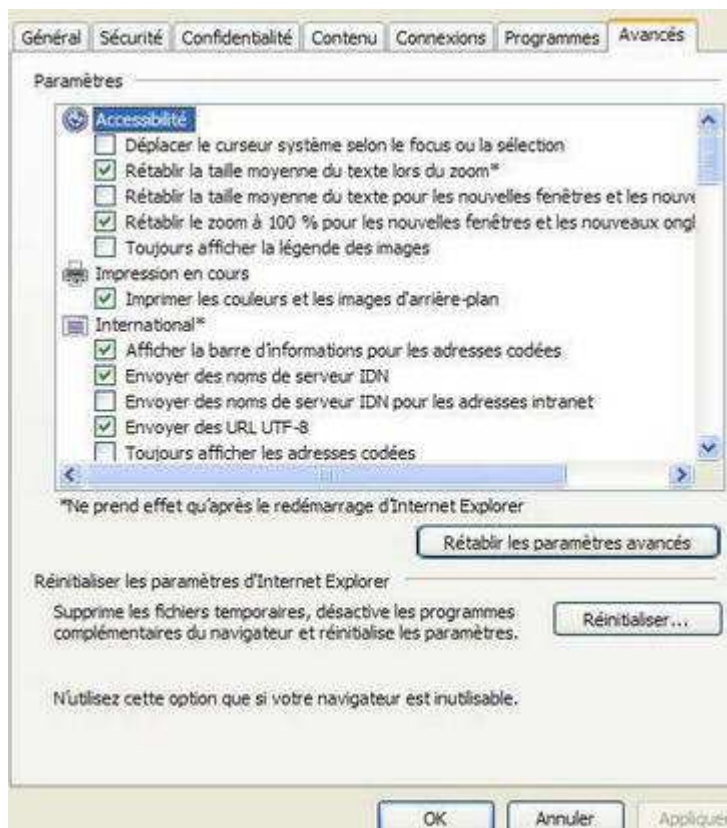 Général Sécurité Confidentialité Contenu Connexions Programmes Avancés
Paramètres
Accessibilité
Déplacer le curseur système selon le focus ou la sélection
Rétablir la taille moyenne du texte lors du zoom*
Rétablir la taille moyenne du texte pour les nouvelles fenêtres et les nouve
Rétablir le zoom à 100 % pour les nouvelles fenêtres et les nouveaux ongl
Toujours afficher la légende des images
Impression en cours
Imprimer les couleurs et les images d'arrière-plan
International*
Afficher la barre d'informations pour les adresses codées
Envoyer des noms de serveur IDN
Envoyer des noms de serveur IDN pour les adresses intranet
Envoyer des URL UTF-8
Toujours afficher les adresses codées
*Ne prend effet qu'après le redémarrage d'Internet Explorer
Rétablir les paramètres avancés
Réinitialiser les paramètres d'Internet Explorer
Supprime les fichiers temporaires, désactive les programmes
complémentaires du navigateur et réinitialise les paramètres.
Réinitialiser...
N'utilisez cette option que si votre navigateur est inutilisable.
OK Annuler Appliquer